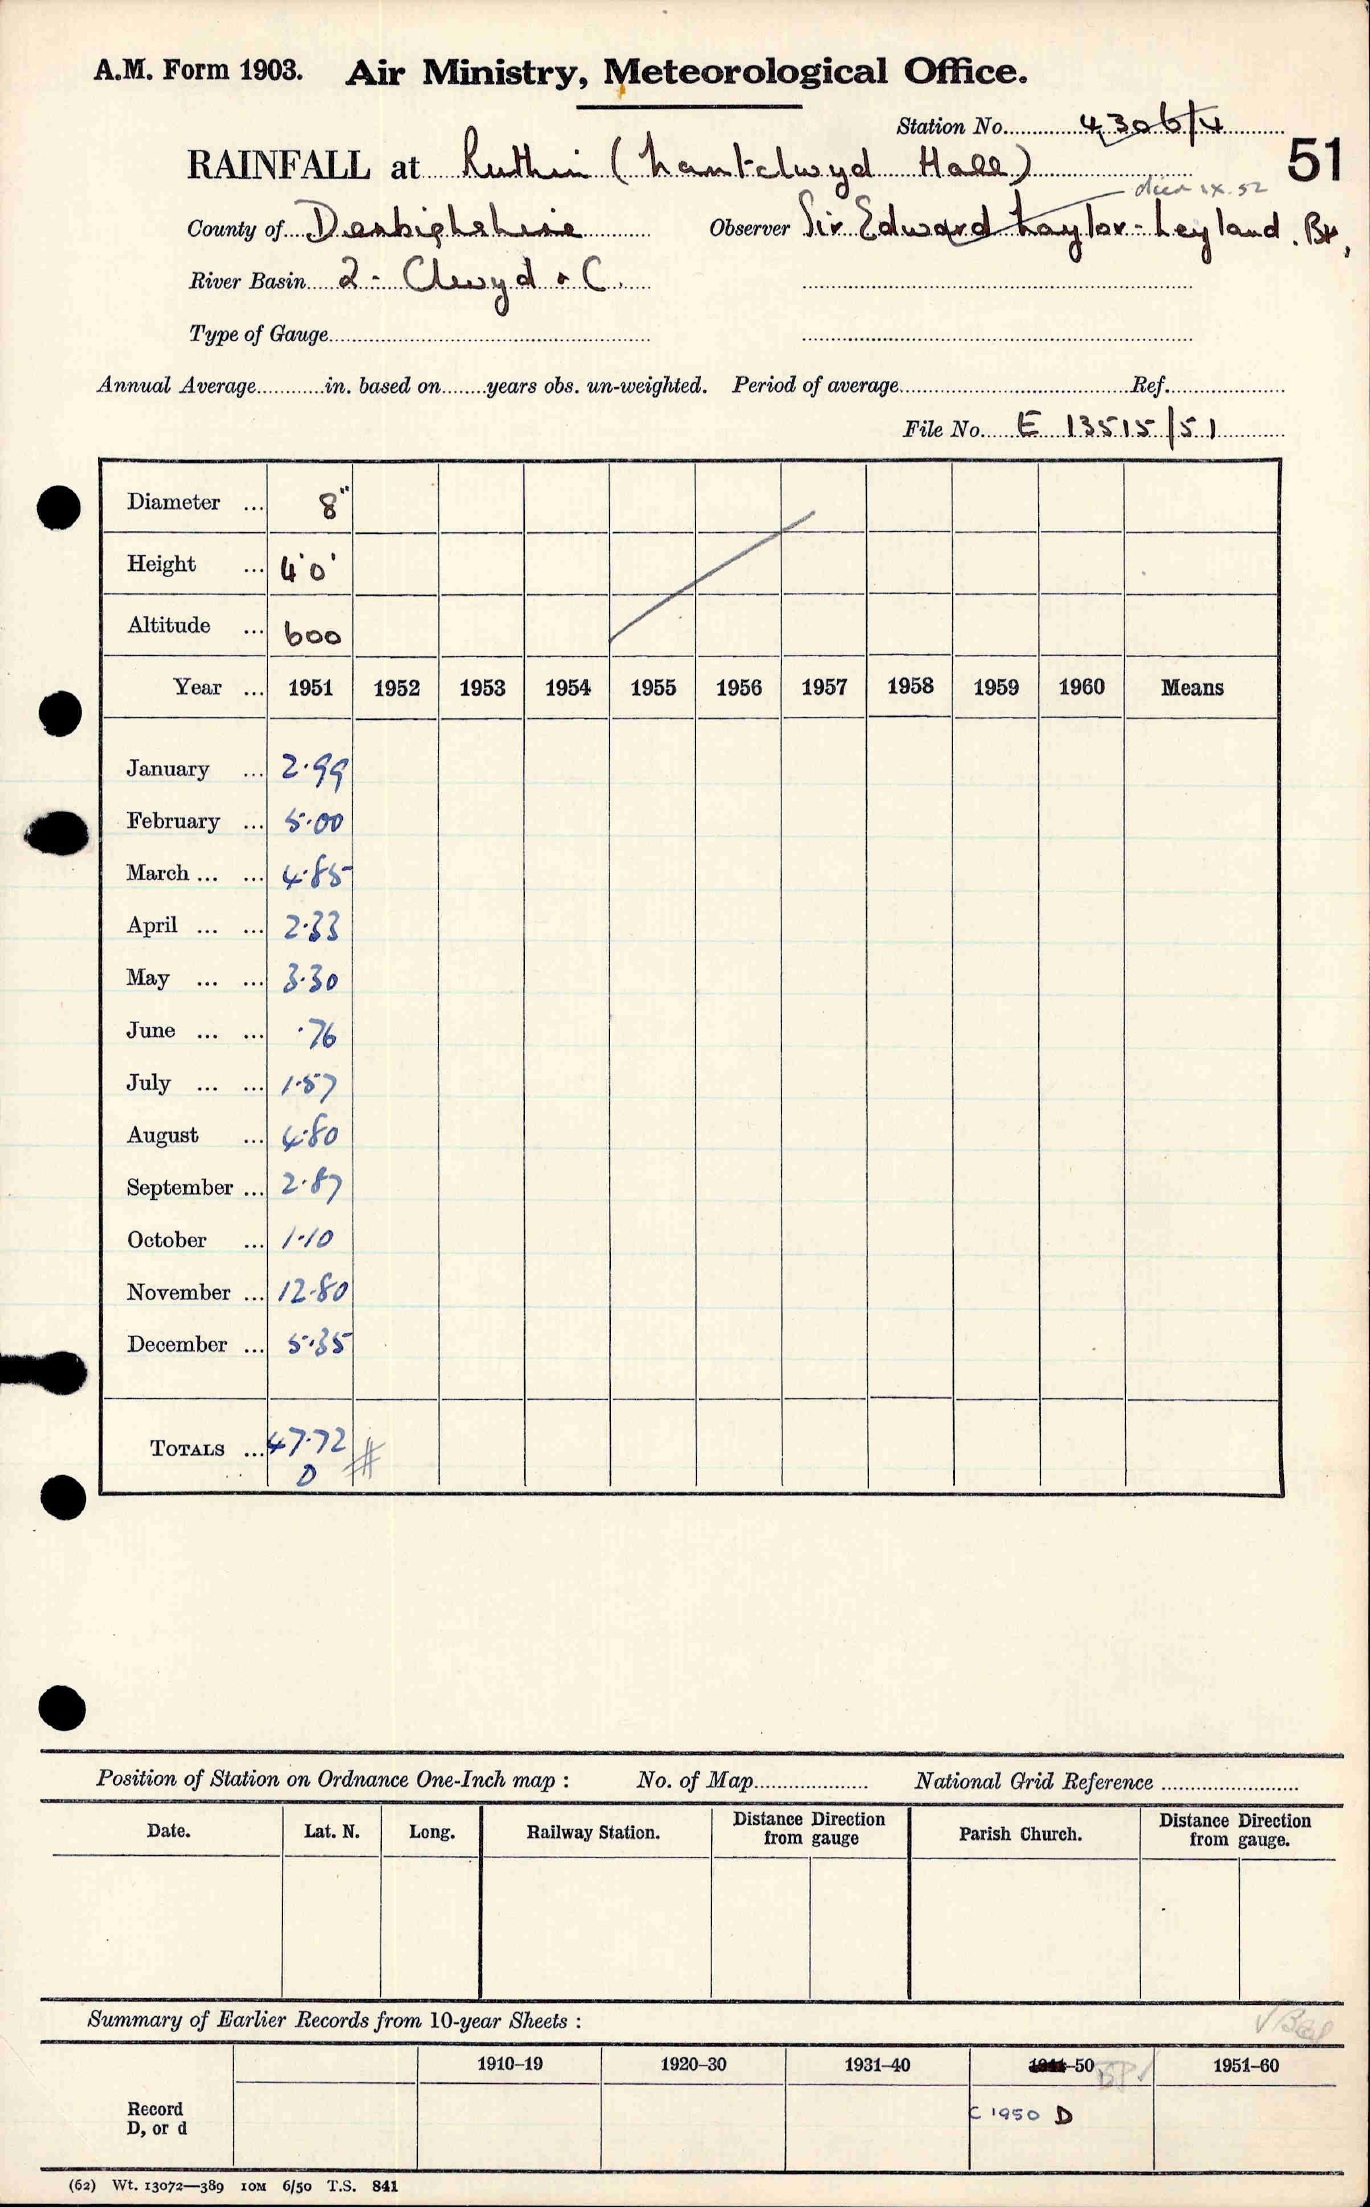 A.M. Form 1903. Air Ministry, Meteorological Office.
Station No. 4306/4
51
RAINFALL at Ruthin (Nantclwyd Hall)
died IX.52
County of Denbighshire Observer Sir Edward Naylor-Leyland. Bt,
River Basin 2 - Clwyd & C.
Type of Gauge
Annual Average in. based on years obs. un-weighted. Period of average Ref.
File No. E 13515/51
Diameter ... 8"
Height ... 4'0'
Altitude ... 600
Year ... 1951 1952 1953 1954 1955 1956 1957 1958 1959 1960 Means
January ... 2.99
February ... 5.00
March ... ... 4.85
April ... ... 2.33
May ... ... 3.30
June ... ... .76
July ... ... 1.57
August ... 4.80
September ... 2.87
October ... 1.10
November ... 12.80
December ... 5.35
TOTALS ... 47.72 #
D
Position of Station on Ordnance One-Inch map : No. of Map National Grid Reference
Date. Lat. N. Long. Railway Station. Distance Direction from gauge Parish Church. Distance Direction from gauge.
Summary of Earlier Records from 10-year Sheets :
1910–19 1920–30 1931–40 1941–50 1951–60
Record
D, or d
C 1950 D
(62) Wt. 13072—389 10M 6/50 T.S. 841